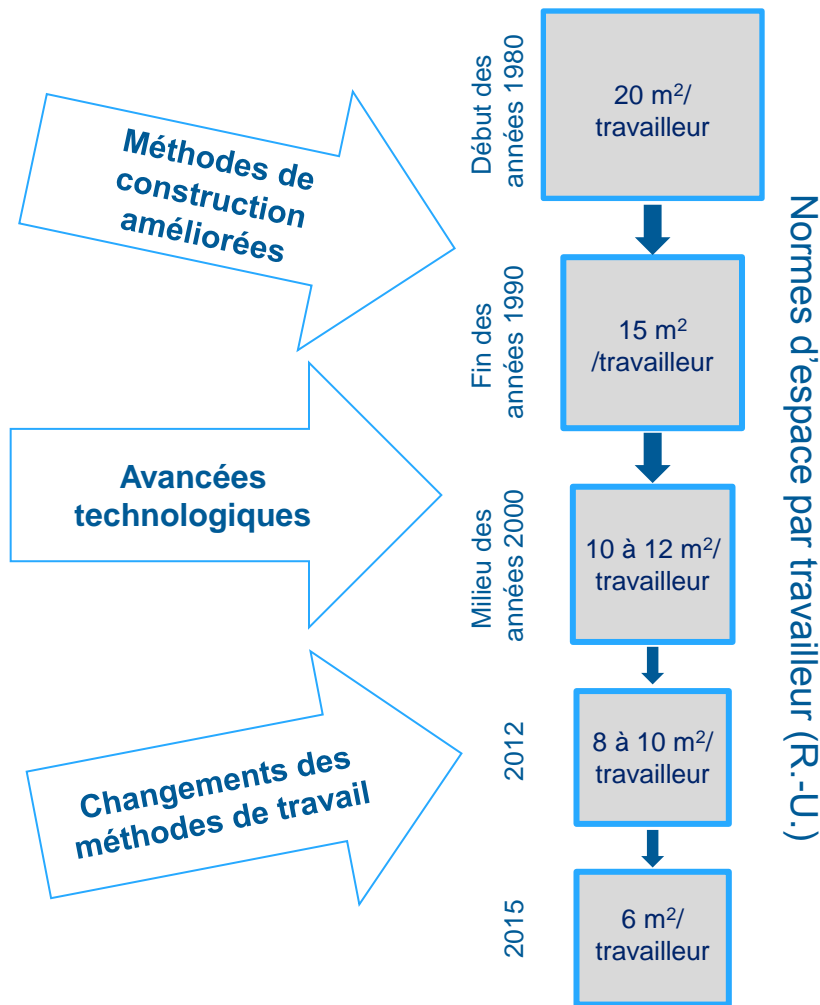 Méthodes de
construction
améliorées
Avancées
technologiques
Changements des
méthodes de travail
Début des
années 1980
20 m²/
travailleur
Fin des
années 1990
15 m²
/travailleur
Milieu des
années 2000
10 à 12 m²/
travailleur
2012
8 à 10 m²/
travailleur
2015
6 m²/
travailleur
Normes d'espace par travailleur (R.-U.)